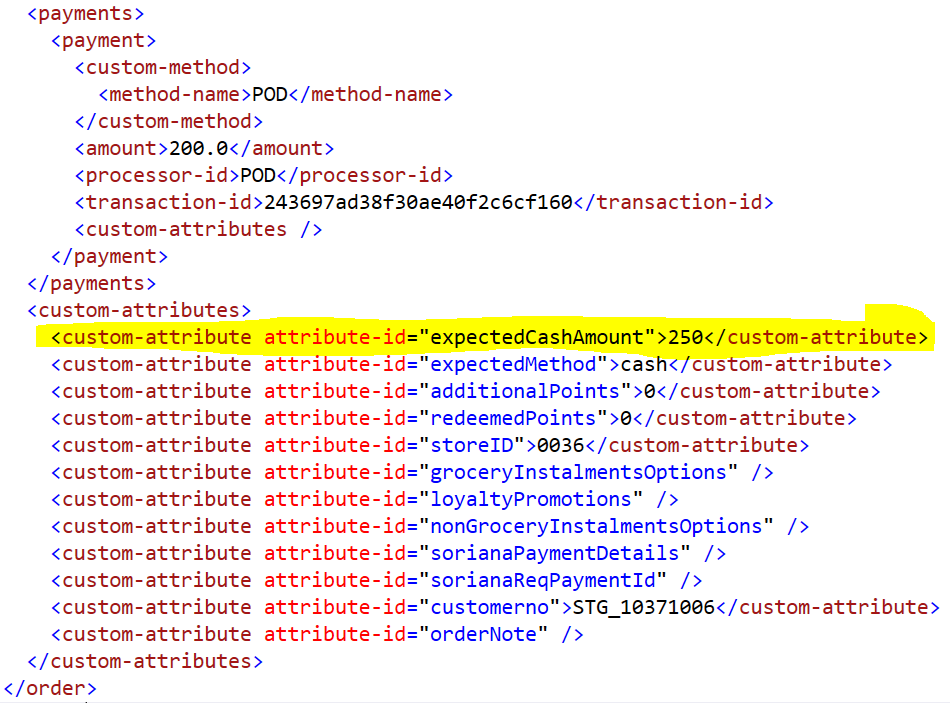 <payments>
<payment>
<custom-method>
<method-name>POD</method-name>
</custom-method>
<amount>200.0</amount>
<processor-id>POD</processor-id>
<transaction-id>243697ad38f30ae40f2c6cf160</transaction-id>
<custom-attributes />
</payment>
</payments>
<custom-attributes>
<custom-attribute attribute-id="expectedCashAmount">250</custom-attribute>
<custom-attribute attribute-id="expectedMethod">cash</custom-attribute>
<custom-attribute attribute-id="additionalPoints">0</custom-attribute>
<custom-attribute attribute-id="redeemedPoints">0</custom-attribute>
<custom-attribute attribute-id="storeID">0036</custom-attribute>
<custom-attribute attribute-id="groceryInstalmentsOptions" />
<custom-attribute attribute-id="loyaltyPromotions" />
<custom-attribute attribute-id="nonGroceryInstalmentsOptions" />
<custom-attribute attribute-id="sorianaPaymentDetails" />
<custom-attribute attribute-id="sorianaReqPaymentId" />
<custom-attribute attribute-id="customerno">STG_10371006</custom-attribute>
<custom-attribute attribute-id="orderNote" />
</custom-attributes>
</order>